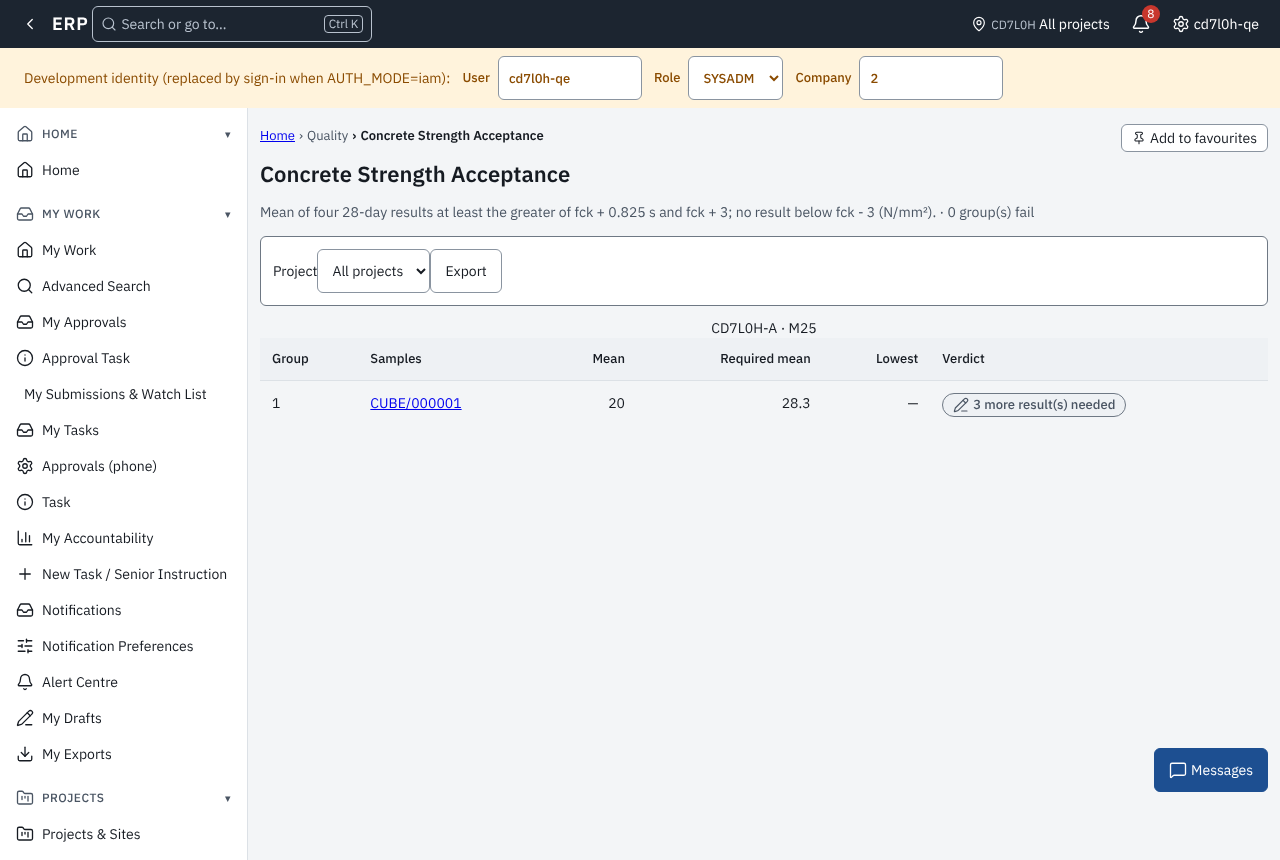 ERP
Search or go to...
Ctrl K
CD7L0H All projects
8
cd7l0h-qe
Development identity (replaced by sign-in when AUTH_MODE=iam):
User
cd7l0h-qe
Role
SYSADM
Company
2
HOME
Home
MY WORK
My Work
Advanced Search
My Approvals
Approval Task
My Submissions & Watch List
My Tasks
Approvals (phone)
Task
My Accountability
New Task / Senior Instruction
Notifications
Notification Preferences
Alert Centre
My Drafts
My Exports
PROJECTS
Projects & Sites
Home › Quality › Concrete Strength Acceptance
Add to favourites
Concrete Strength Acceptance
Mean of four 28-day results at least the greater of fck + 0.825 s and fck + 3; no result below fck - 3 (N/mm²). · 0 group(s) fail
Project
All projects
Export
CD7L0H-A · M25
Group Samples Mean Required mean Lowest Verdict
1 CUBE/000001 20 28.3 — 3 more result(s) needed
Messages